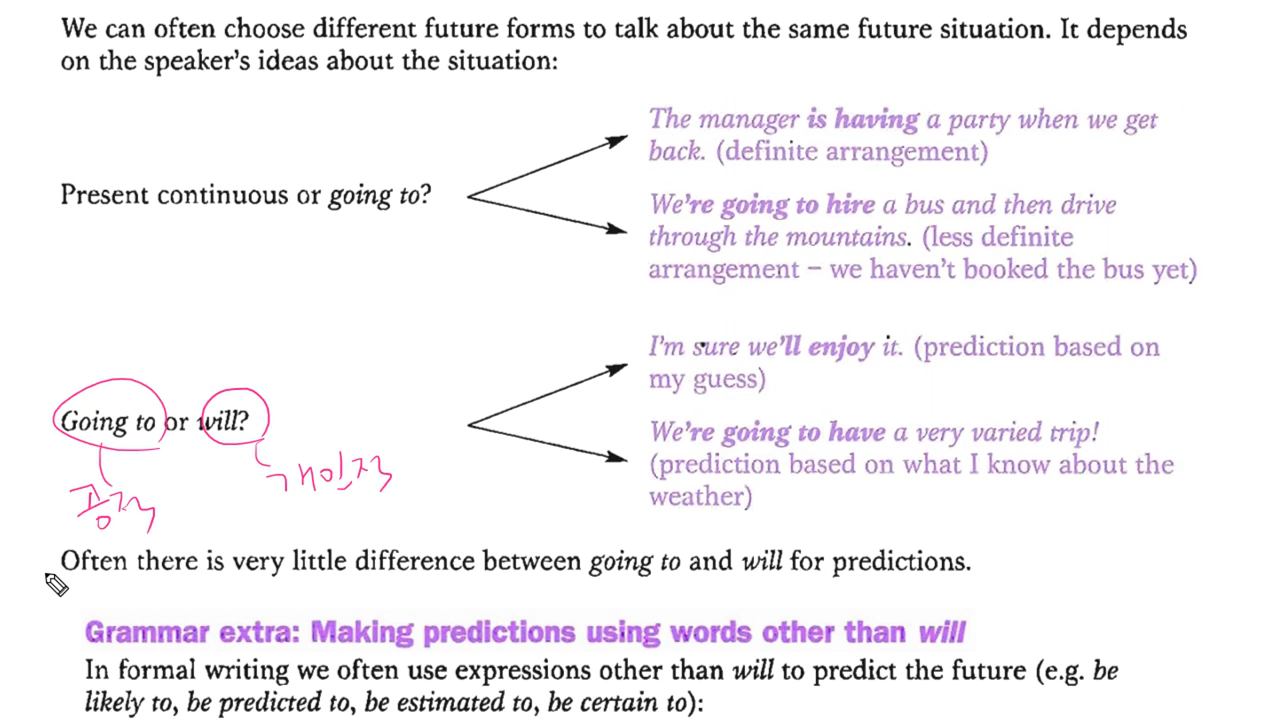 We can often choose different future forms to talk about the same future situation. It depends
on the speaker's ideas about the situation:
The manager is having a party when we get
back. (definite arrangement)
Present continuous or going to?
We're going to hire a bus and then drive
through the mountains. (less definite
arrangement – we haven't booked the bus yet)
I'm sure we'll enjoy it. (prediction based on
my guess)
Going to or will?
We're going to have a very varied trip!
(prediction based on what I know about the
weather)
개인적
공적
Often there is very little difference between going to and will for predictions.
Grammar extra: Making predictions using words other than will
In formal writing we often use expressions other than will to predict the future (e.g. be
likely to, be predicted to, be estimated to, be certain to):